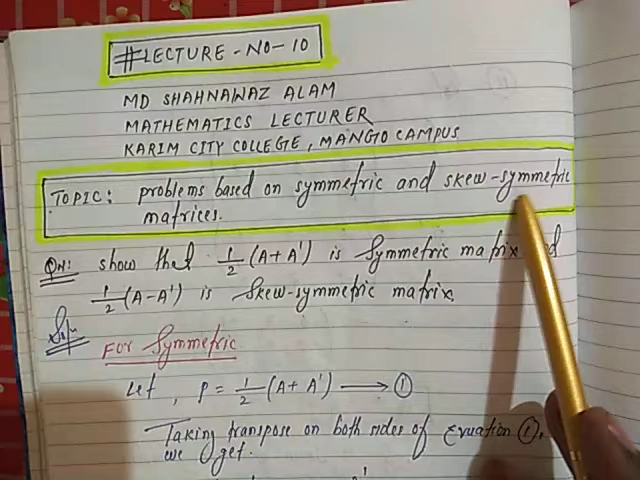 #LECTURE-NO-10
MD SHAHNAWAZ ALAM
MATHEMATICS LECTURER
KARIM CITY COLLEGE, MANGO CAMPUS
TOPIC: problems based on symmetric and skew-symmetric
matrices.
QN: show that 1/2 (A+A') is Symmetric matrix
1/2 (A-A') is Skew-symmetric matrix.
Sol:
For Symmetric
Let, P = 1/2 (A+A') ⟶ ①
Taking transpose on both sides of Equation ①,
we get.